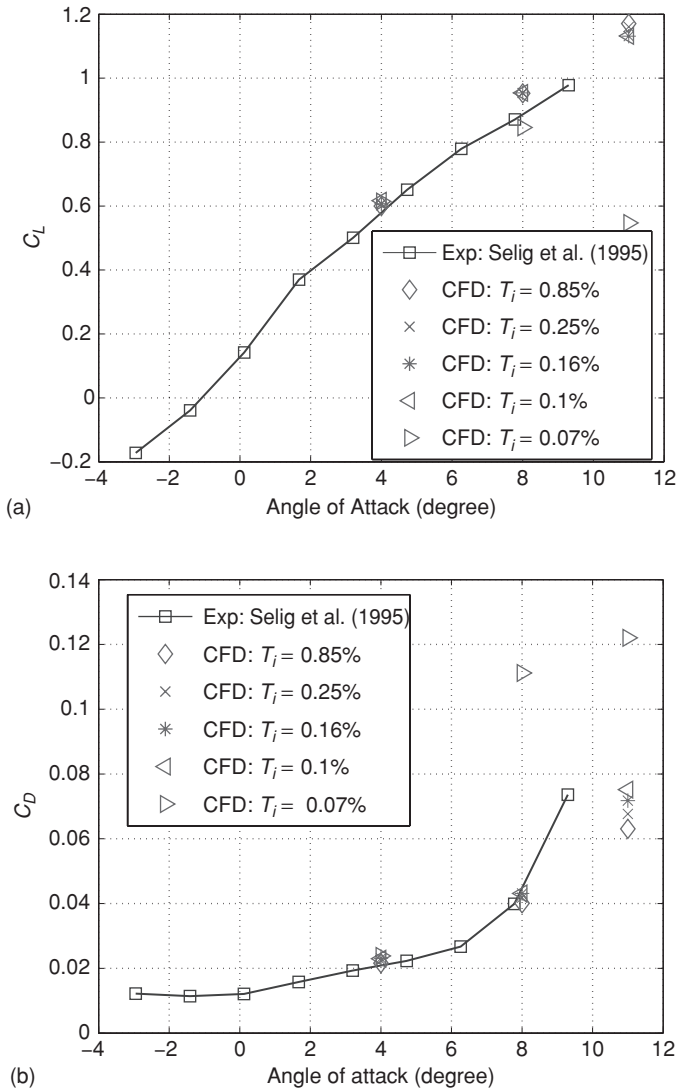 1.2
1
0.8
0.6
0.4
0.2
0
−0.2
C_L
Exp: Selig et al. (1995)
CFD: T_i = 0.85%
CFD: T_i = 0.25%
CFD: T_i = 0.16%
CFD: T_i = 0.1%
CFD: T_i = 0.07%
−4 −2 0 2 4 6 8 10 12
(a) Angle of Attack (degree)
0.14
0.12
0.1
0.08
0.06
0.04
0.02
0
C_D
Exp: Selig et al. (1995)
CFD: T_i = 0.85%
CFD: T_i = 0.25%
CFD: T_i = 0.16%
CFD: T_i = 0.1%
CFD: T_i = 0.07%
−4 −2 0 2 4 6 8 10 12
(b) Angle of attack (degree)